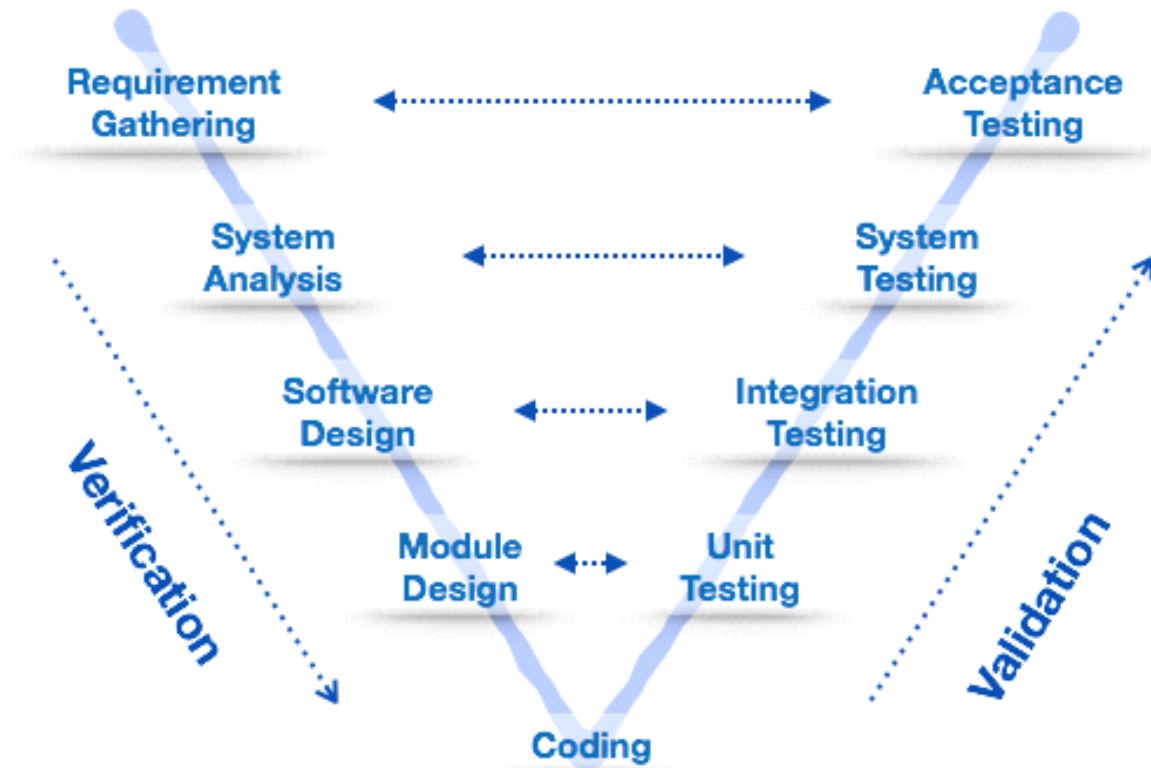 Requirement
Gathering
Acceptance
Testing
System
Analysis
System
Testing
Software
Design
Integration
Testing
Verification
Module
Design
Unit
Testing
Validation
Coding